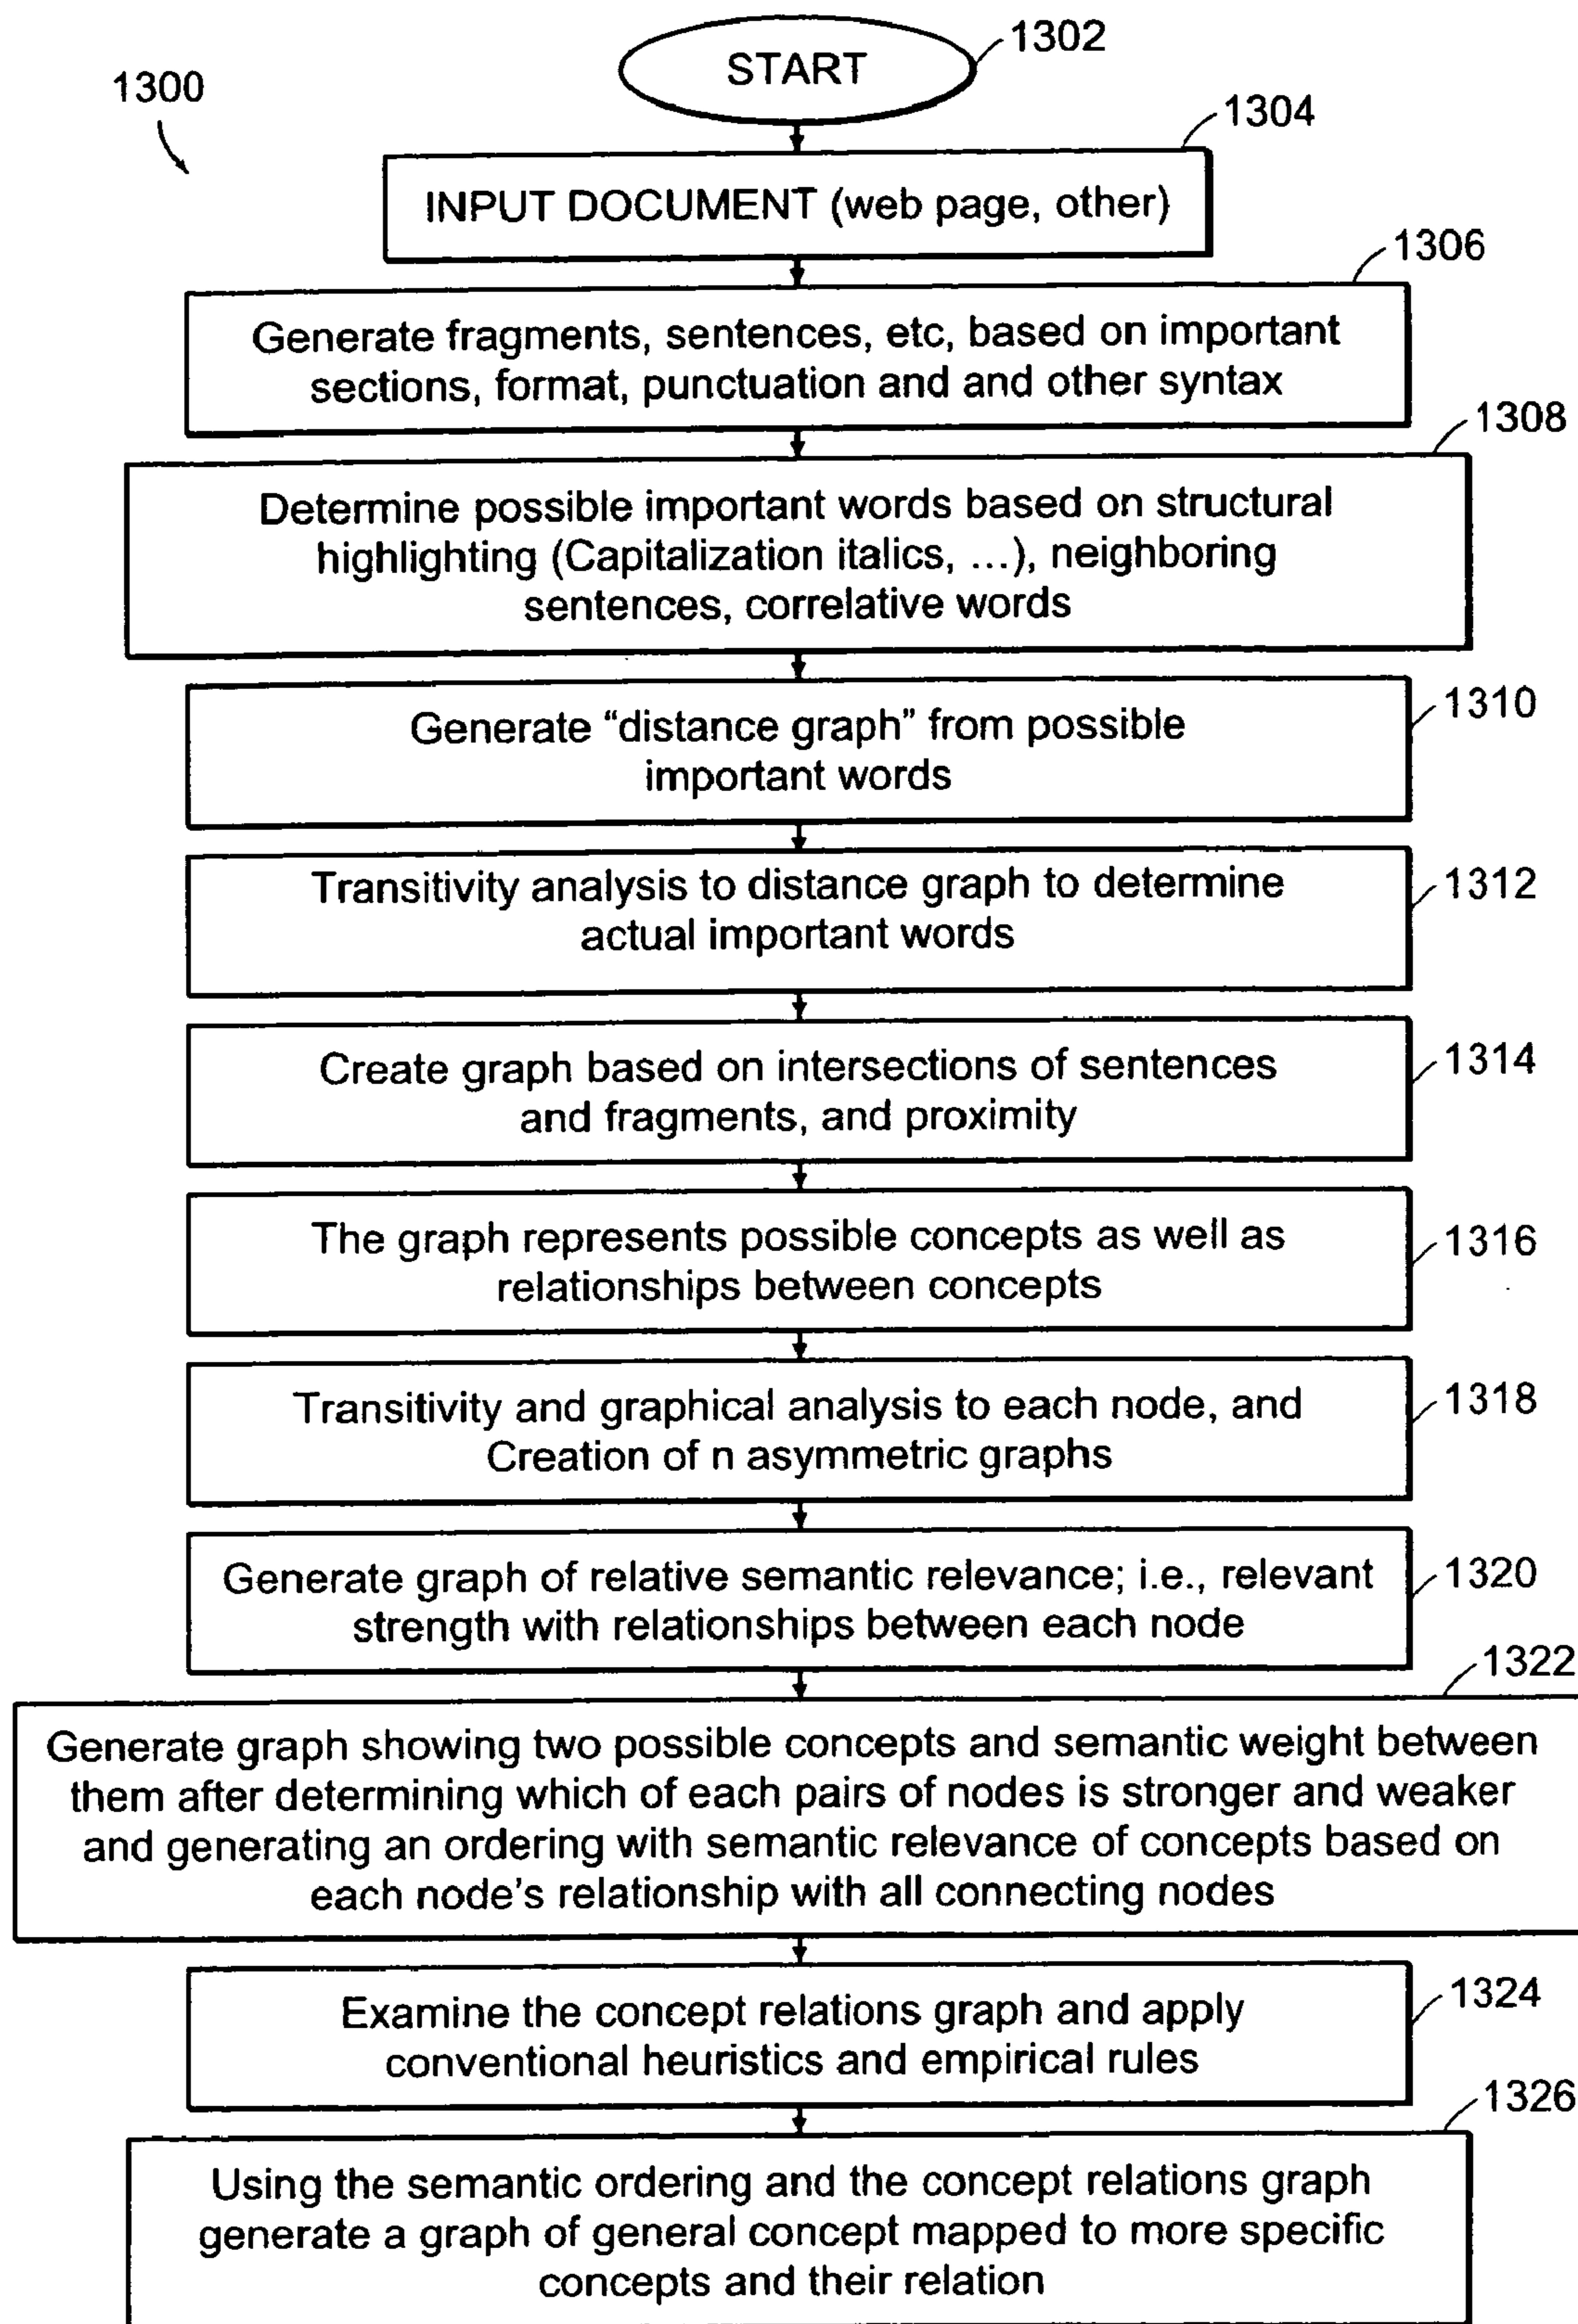 1300
START
1302
INPUT DOCUMENT (web page, other)
1304
Generate fragments, sentences, etc, based on important
sections, format, punctuation and and other syntax
1306
Determine possible important words based on structural
highlighting (Capitalization italics, ...), neighboring
sentences, correlative words
1308
Generate “distance graph” from possible
important words
1310
Transitivity analysis to distance graph to determine
actual important words
1312
Create graph based on intersections of sentences
and fragments, and proximity
1314
The graph represents possible concepts as well as
relationships between concepts
1316
Transitivity and graphical analysis to each node, and
Creation of n asymmetric graphs
1318
Generate graph of relative semantic relevance; i.e., relevant
strength with relationships between each node
1320
Generate graph showing two possible concepts and semantic weight between
them after determining which of each pairs of nodes is stronger and weaker
and generating an ordering with semantic relevance of concepts based on
each node’s relationship with all connecting nodes
1322
Examine the concept relations graph and apply
conventional heuristics and empirical rules
1324
Using the semantic ordering and the concept relations graph
generate a graph of general concept mapped to more specific
concepts and their relation
1326